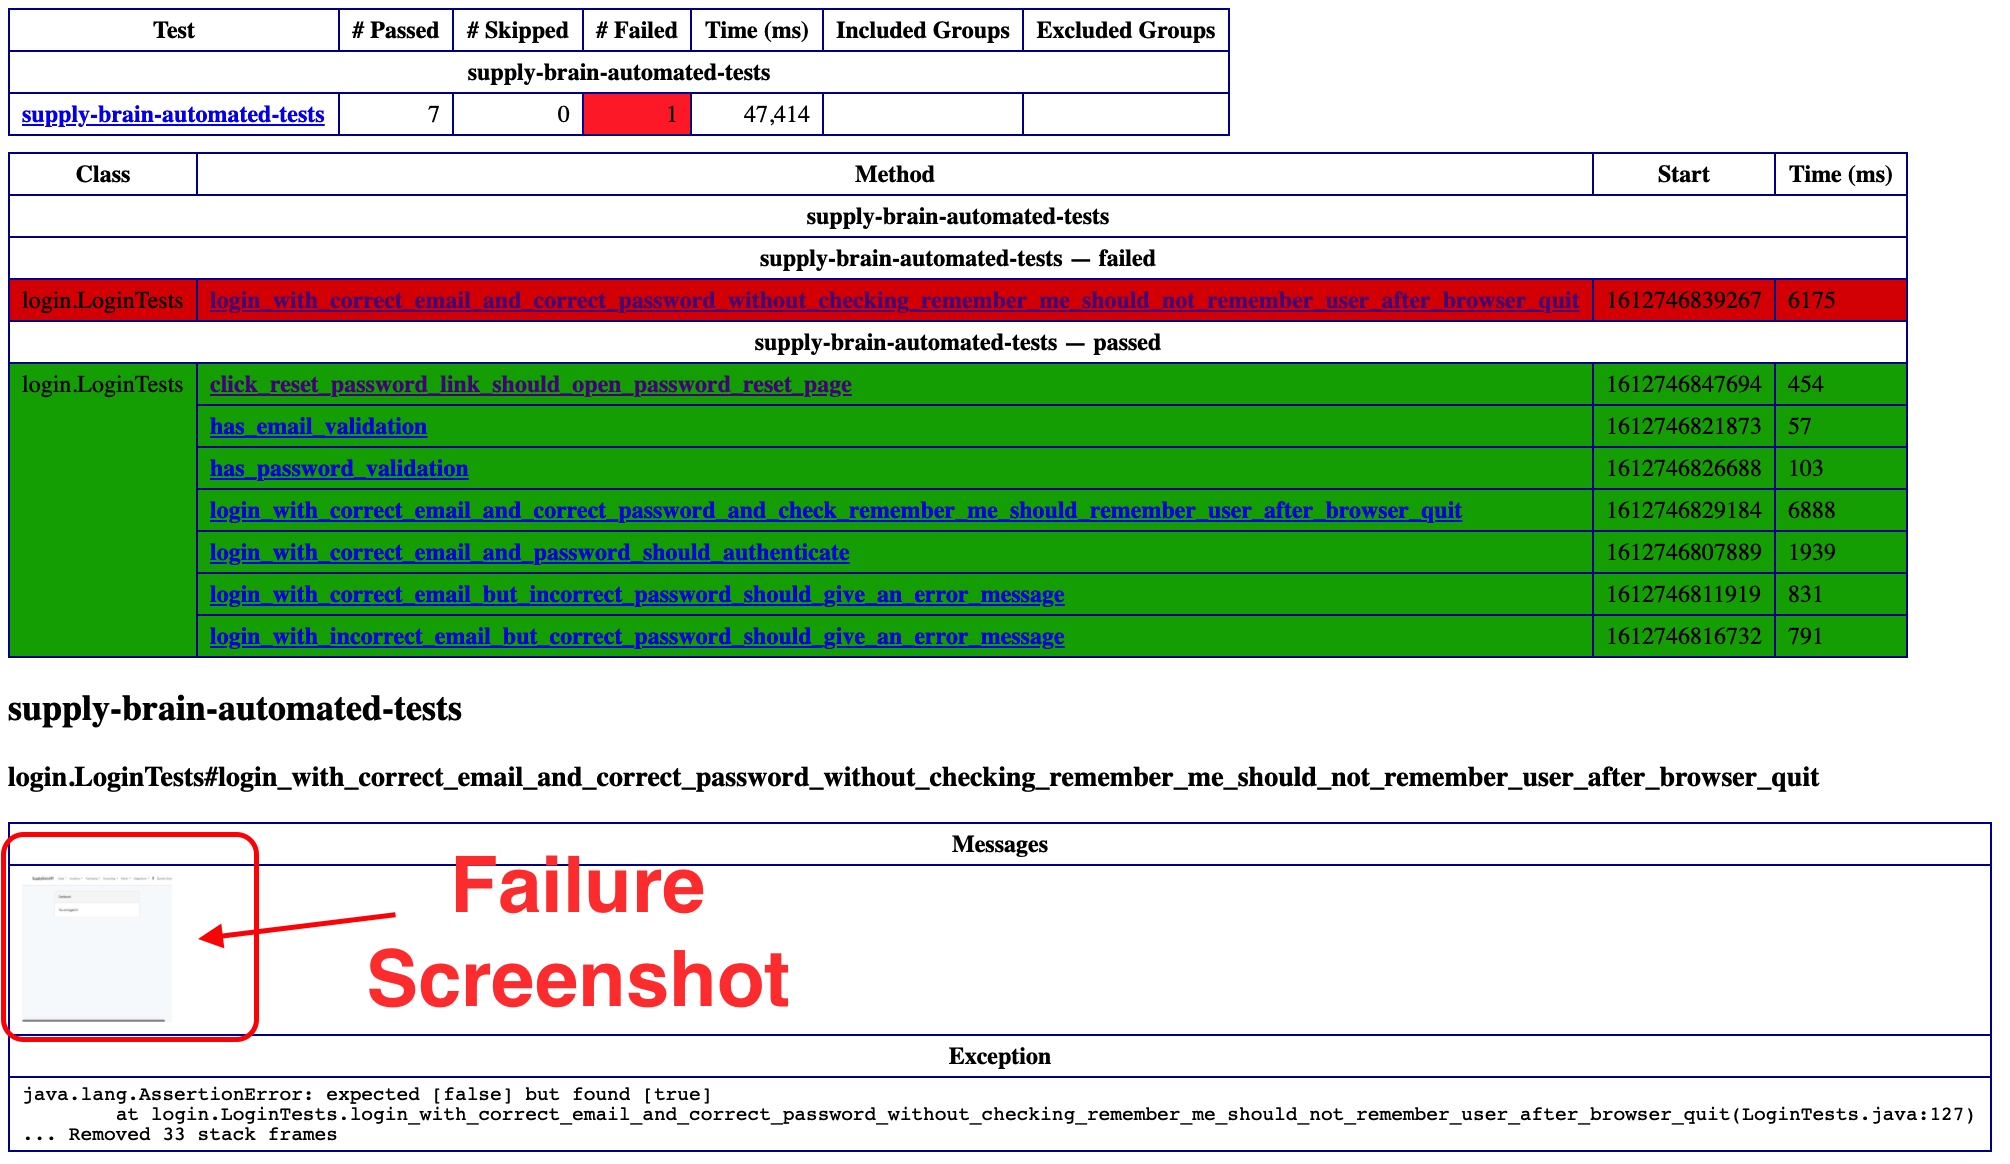 Test # Passed # Skipped # Failed Time (ms) Included Groups Excluded Groups
supply-brain-automated-tests
supply-brain-automated-tests 7 0 1 47,414
Class Method Start Time (ms)
supply-brain-automated-tests
supply-brain-automated-tests — failed
login.LoginTests login_with_correct_email_and_correct_password_without_checking_remember_me_should_not_remember_user_after_browser_quit 1612746839267 6175
supply-brain-automated-tests — passed
login.LoginTests click_reset_password_link_should_open_password_reset_page 1612746847694 454
has_email_validation 1612746821873 57
has_password_validation 1612746826688 103
login_with_correct_email_and_correct_password_and_check_remember_me_should_remember_user_after_browser_quit 1612746829184 6888
login_with_correct_email_and_password_should_authenticate 1612746807889 1939
login_with_correct_email_but_incorrect_password_should_give_an_error_message 1612746811919 831
login_with_incorrect_email_but_correct_password_should_give_an_error_message 1612746816732 791
supply-brain-automated-tests
login.LoginTests#login_with_correct_email_and_correct_password_without_checking_remember_me_should_not_remember_user_after_browser_quit
Messages
Failure
Screenshot
Exception
java.lang.AssertionError: expected [false] but found [true]
at login.LoginTests.login_with_correct_email_and_correct_password_without_checking_remember_me_should_not_remember_user_after_browser_quit(LoginTests.java:127)
... Removed 33 stack frames